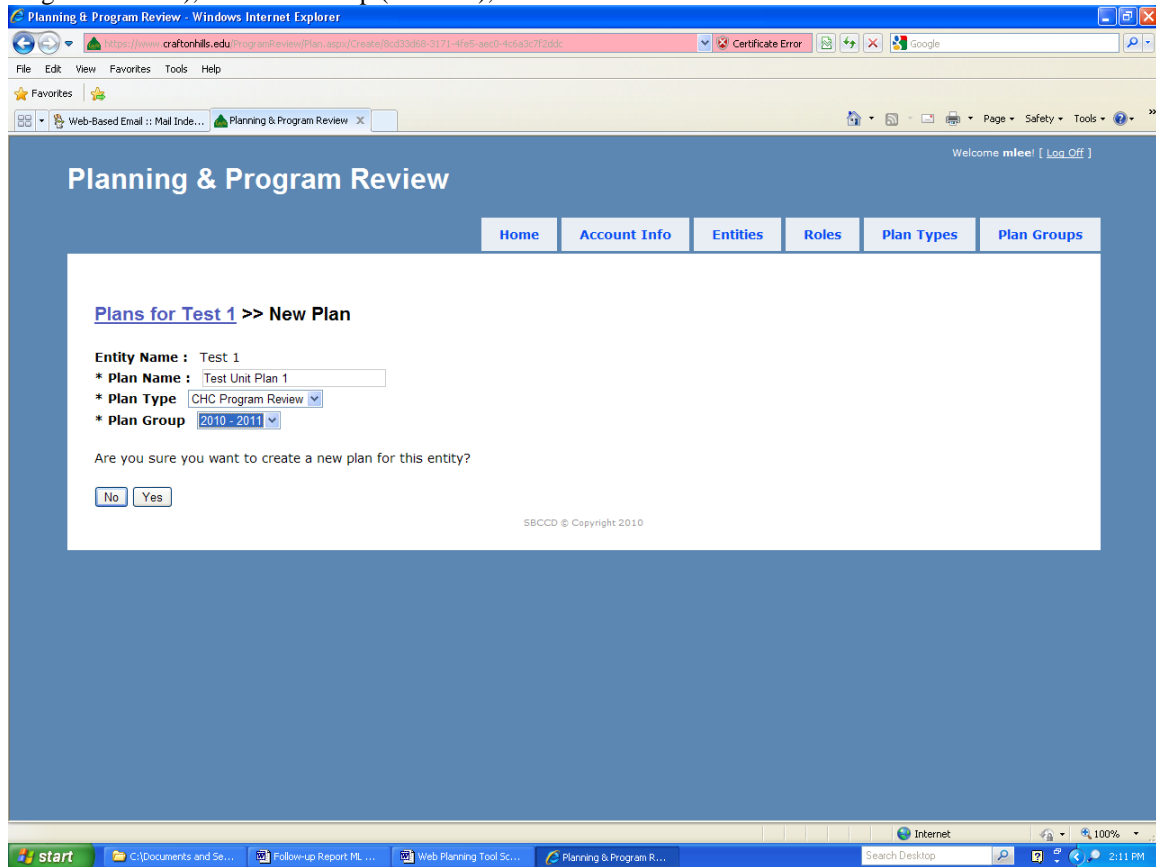 Planning & Program Review - Windows Internet Explorer
https://www.craftonhills.edu/ProgramReview/Plan.aspx/Create/8cd33d68-3171-4fe5-aec0-4c6a3c7f2ddc Certificate Error Google
File Edit View Favorites Tools Help
Favorites
Web-Based Email :: Mail Inde... Planning & Program Review X Page Safety Tools
Welcome mlee! [ Log Off ]
Planning & Program Review
Home Account Info Entities Roles Plan Types Plan Groups
Plans for Test 1 >> New Plan
Entity Name : Test 1
* Plan Name : Test Unit Plan 1
* Plan Type CHC Program Review
* Plan Group 2010 - 2011
Are you sure you want to create a new plan for this entity?
No Yes
SBCCD © Copyright 2010
Internet 100%
start C:\Documents and Se... Follow-up Report ML ... Web Planning Tool Sc... Planning & Program R... Search Desktop 2:11 PM